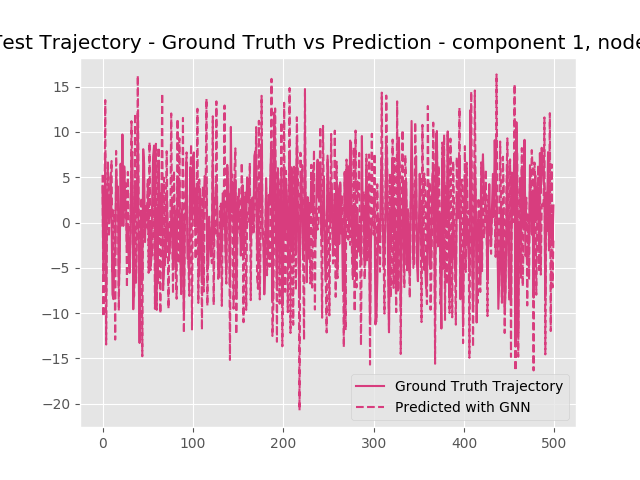 Test Trajectory - Ground Truth vs Prediction - component 1, node
15
10
5
0
−5
−10
−15
−20
0 100 200 300 400 500
Ground Truth Trajectory
Predicted with GNN